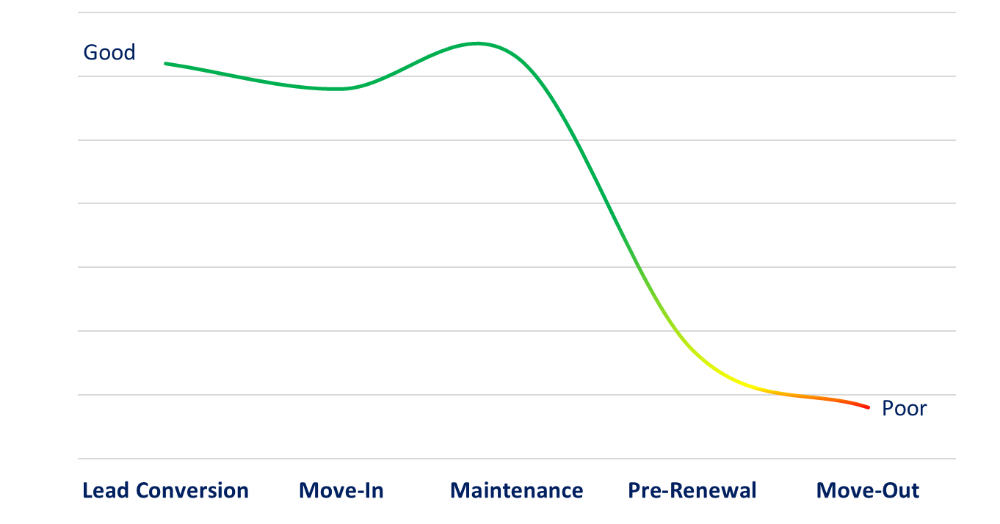 Good
Poor
Lead Conversion
Move-In
Maintenance
Pre-Renewal
Move-Out